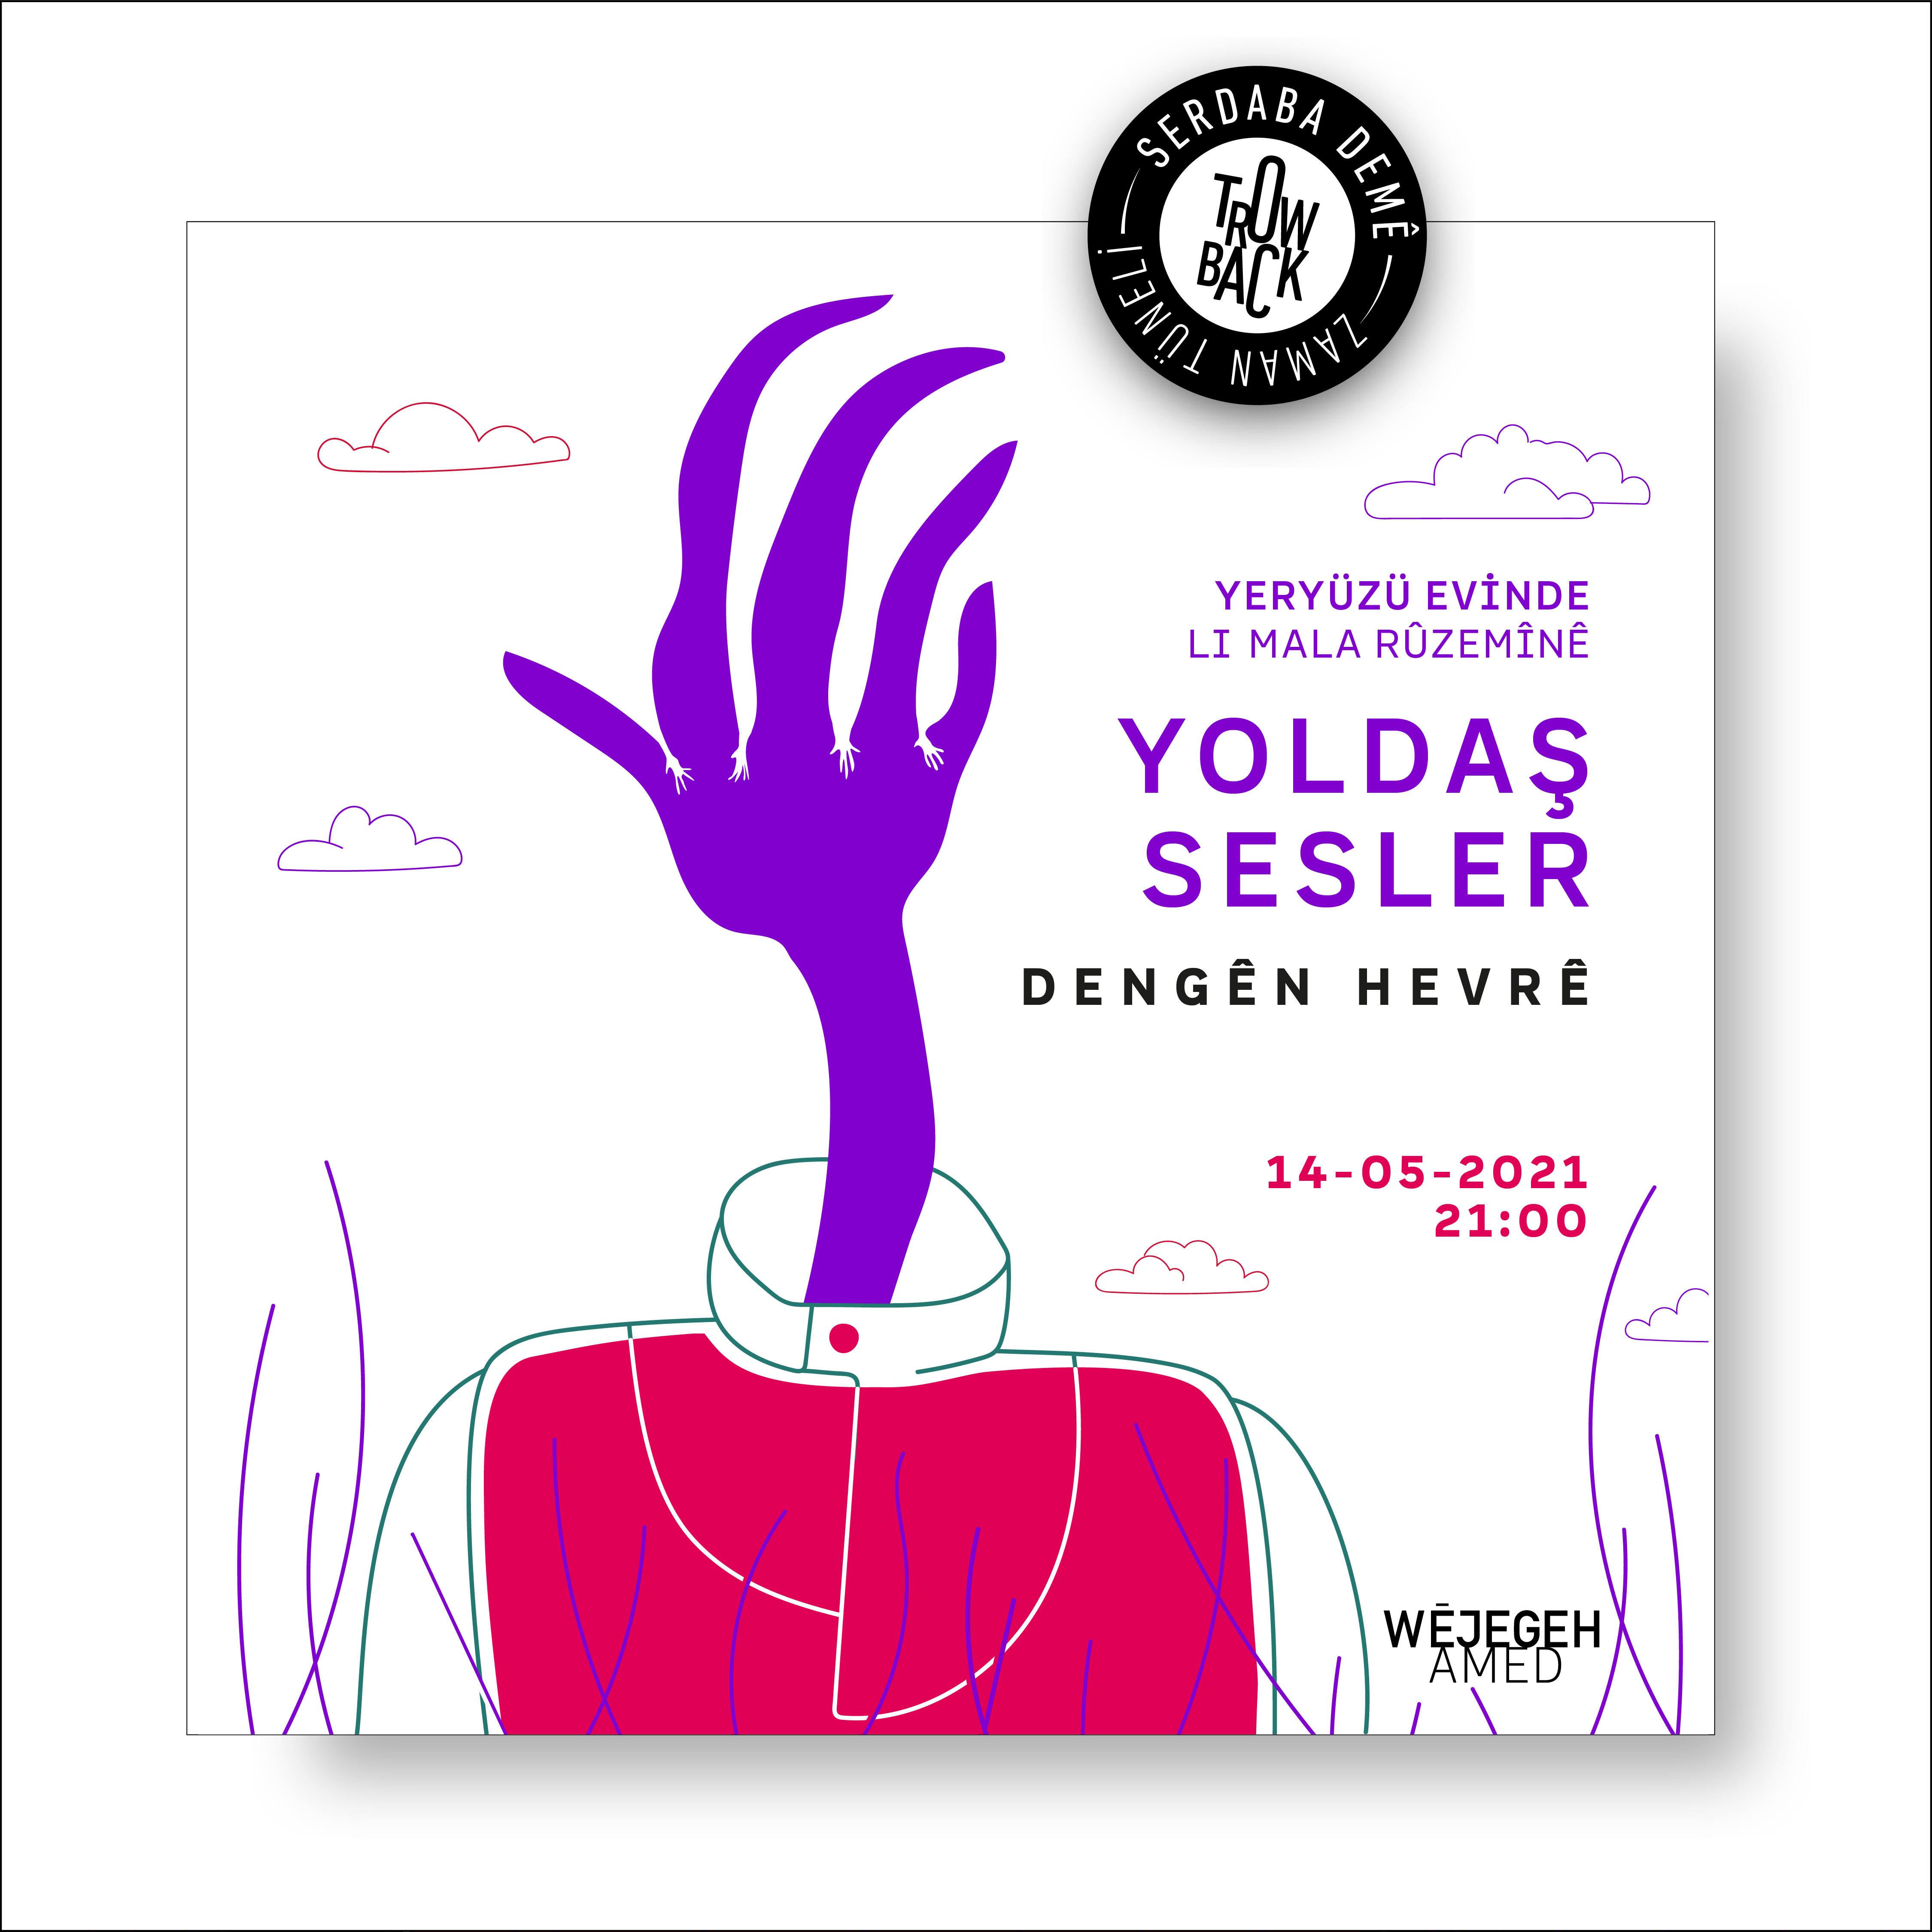 SERDABA DEMÊ
TROW
BACK
ZAMAN TÜNELİ
YERYÜZÜ EVİNDE
LI MALA RÛZEMÎNÊ
YOLDAŞ
SESLER
DENGÊN HEVRÊ
14-05-2021
21:00
WĒJEGEH
AMED